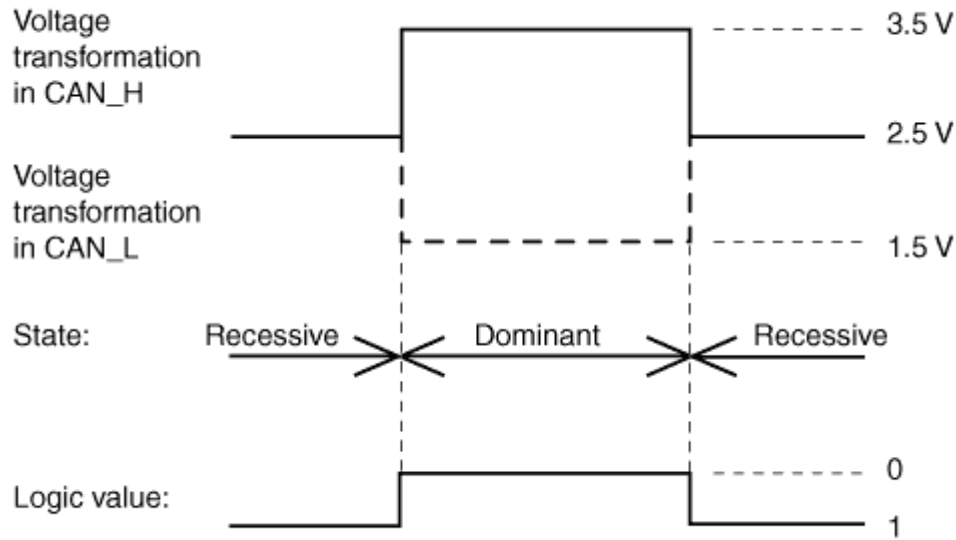 Voltage
transformation
in CAN_H
3.5 V
2.5 V
Voltage
transformation
in CAN_L
1.5 V
State:
Recessive
Dominant
Recessive
Logic value:
0
1